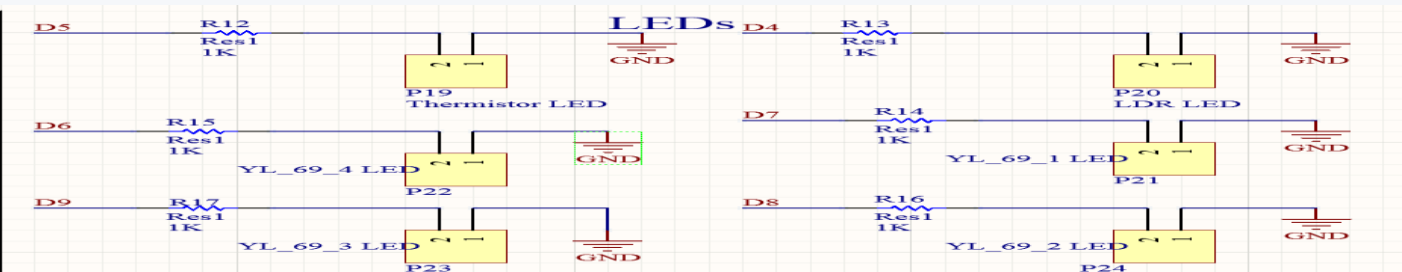 LEDs
D5
R12
Res1
1K
2 1
GND
P19
Thermistor LED
D4
R13
Res1
1K
2 1
GND
P20
LDR LED
D6
R15
Res1
1K
2 1
GND
YL_69_4 LED
P22
D7
R14
Res1
1K
2 1
GND
YL_69_1 LED
P21
D9
R17
Res1
1K
2 1
GND
YL_69_3 LED
P23
D8
R16
Res1
1K
2 1
GND
YL_69_2 LED
P24